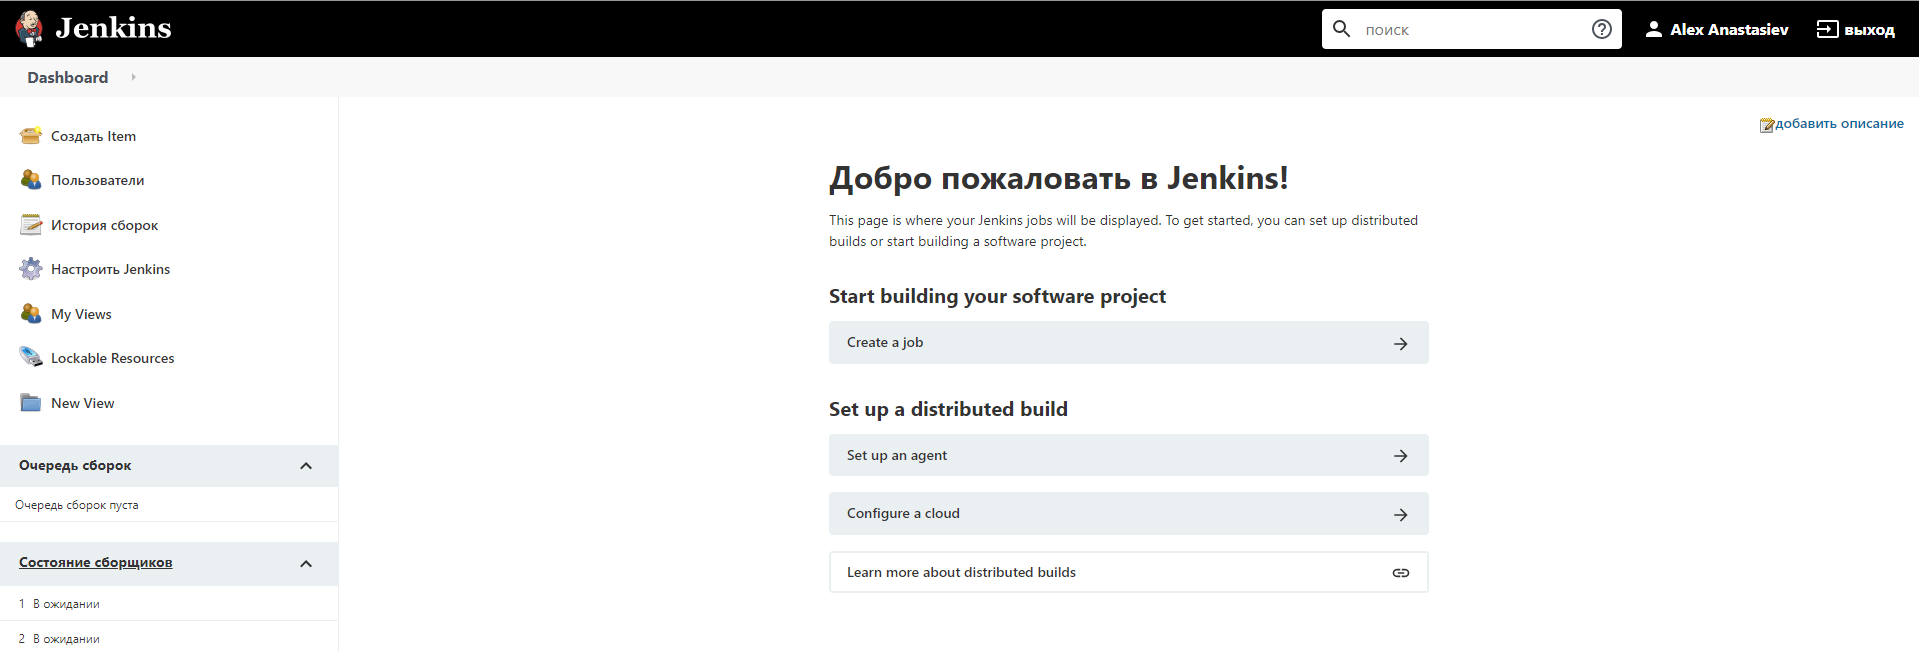 Jenkins
поиск
Alex Anastasiev
выход
Dashboard
Создать Item
Пользователи
История сборок
Настроить Jenkins
My Views
Lockable Resources
New View
Очередь сборок
Очередь сборок пуста
Состояние сборщиков
1 В ожидании
2 В ожидании
добавить описание
Добро пожаловать в Jenkins!
This page is where your Jenkins jobs will be displayed. To get started, you can set up distributed
builds or start building a software project.
Start building your software project
Create a job
Set up a distributed build
Set up an agent
Configure a cloud
Learn more about distributed builds